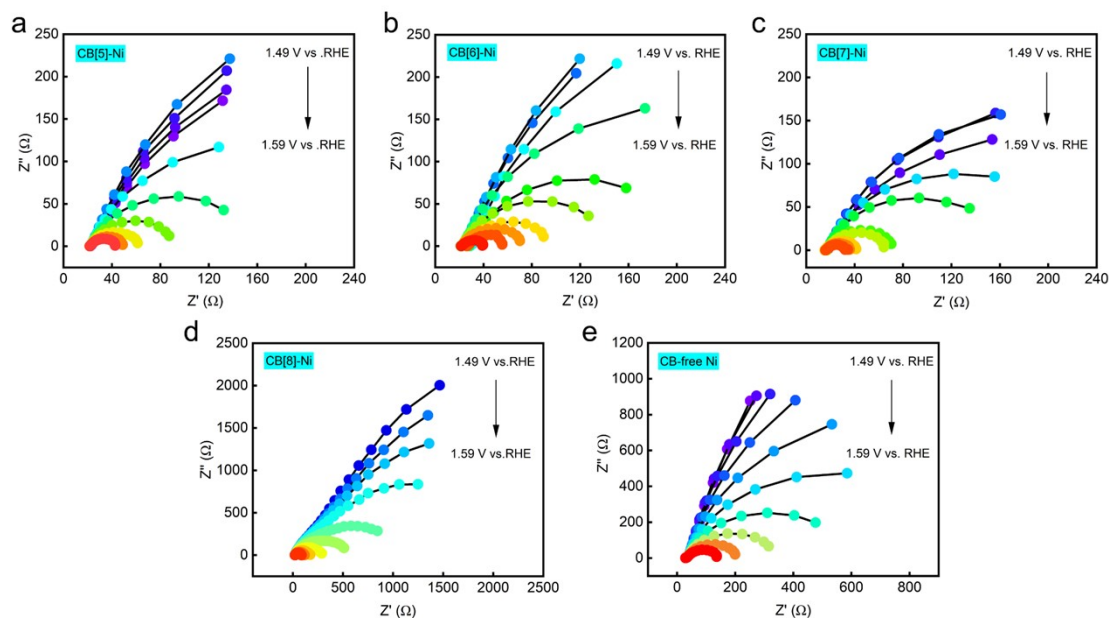 a
CB[5]-Ni
1.49 V vs .RHE
1.59 V vs .RHE
Z'' (Ω)
250
200
150
100
50
0
0 40 80 120 160 200 240
Z' (Ω)
b
CB[6]-Ni
1.49 V vs. RHE
1.59 V vs. RHE
Z'' (Ω)
250
200
150
100
50
0
0 40 80 120 160 200 240
Z' (Ω)
c
CB[7]-Ni
1.49 V vs. RHE
1.59 V vs. RHE
Z'' (Ω)
250
200
150
100
50
0
0 40 80 120 160 200 240
Z' (Ω)
d
CB[8]-Ni
1.49 V vs.RHE
1.59 V vs.RHE
Z'' (Ω)
2000
1500
1000
500
0
0 500 1000 1500 2000 2500
Z' (Ω)
e
CB-free Ni
1.49 V vs. RHE
1.59 V vs. RHE
Z'' (Ω)
1200
1000
800
600
400
200
0
0 200 400 600 800
Z' (Ω)